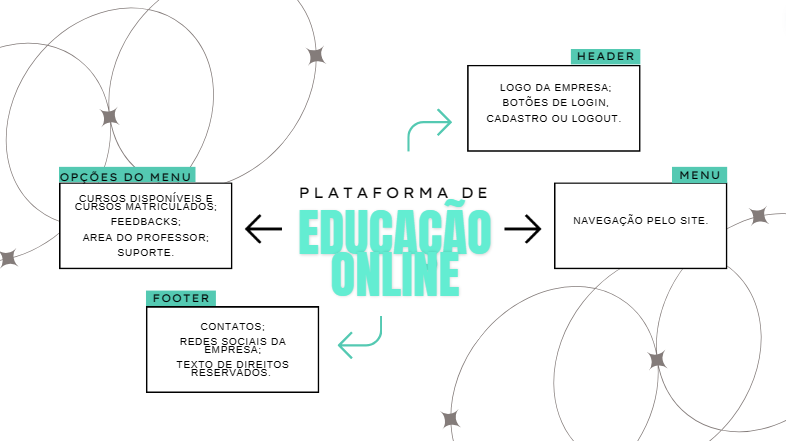 HEADER
LOGO DA EMPRESA;
BOTÕES DE LOGIN,
CADASTRO OU LOGOUT.
OPÇÕES DO MENU
CURSOS DISPONÍVEIS E
CURSOS MATRICULADOS;
FEEDBACKS;
AREA DO PROFESSOR;
SUPORTE.
PLATAFORMA DE
EDUCAÇÃO
ONLINE
MENU
NAVEGAÇÃO PELO SITE.
FOOTER
CONTATOS;
REDES SOCIAIS DA
EMPRESA;
TEXTO DE DIREITOS
RESERVADOS.